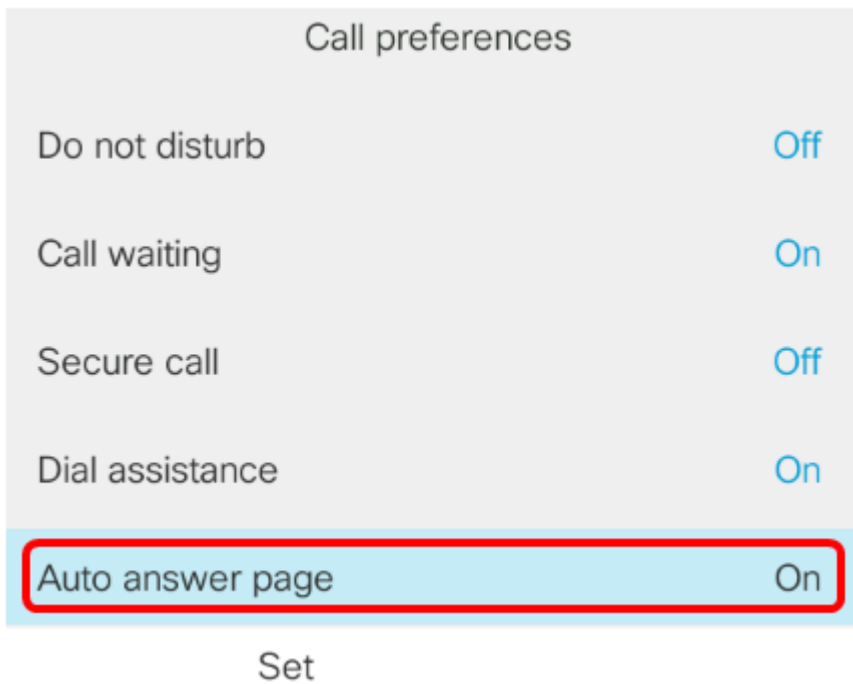 Call preferences
Do not disturb Off
Call waiting On
Secure call Off
Dial assistance On
Auto answer page On
Set